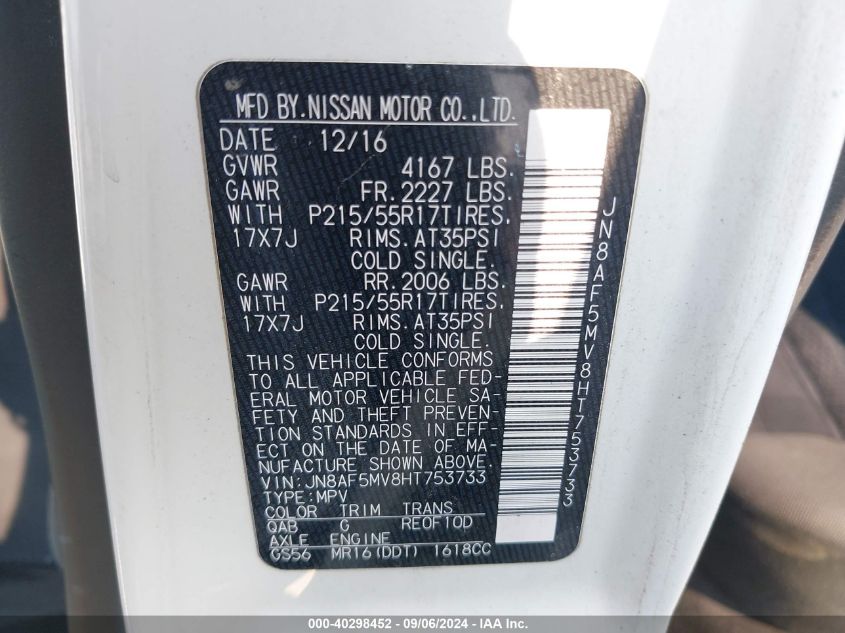 MFD BY.NISSAN MOTOR CO.,LTD.
DATE 12/16
GVWR 4167 LBS.
GAWR FR.2227 LBS.
WITH P215/55R17TIRES,
17X7J RIMS.AT35PSI
COLD SINGLE.
GAWR RR.2006 LBS.
WITH P215/55R17TIRES,
17X7J RIMS.AT35PSI
COLD SINGLE.
THIS VEHICLE CONFORMS
TO ALL APPLICABLE FED-
ERAL MOTOR VEHICLE SA-
FETY AND THEFT PREVEN-
TION STANDARDS IN EFF-
ECT ON THE DATE OF MA-
NUFACTURE SHOWN ABOVE.
VIN:JN8AF5MV8HT753733
TYPE:MPV
COLOR TRIM TRANS
QAB G RE0F10D
AXLE ENGINE
GS56 MR16(DDT) 1618CC
JN8AF5MV8HT753733
000-40298452 - 09/06/2024 - IAA Inc.